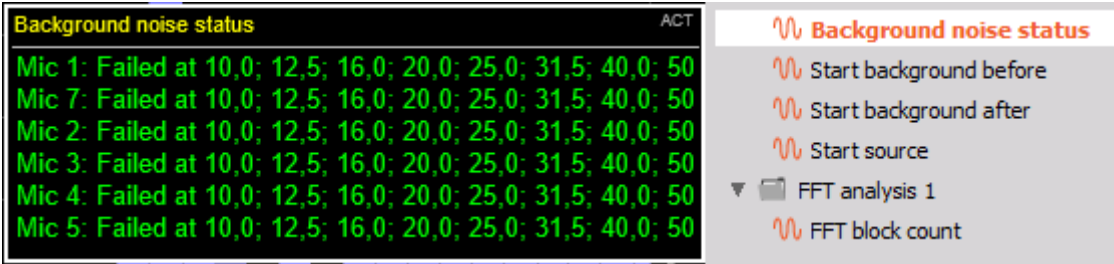 Background noise status
ACT
Mic 1: Failed at 10,0; 12,5; 16,0; 20,0; 25,0; 31,5; 40,0; 50
Mic 7: Failed at 10,0; 12,5; 16,0; 20,0; 25,0; 31,5; 40,0; 50
Mic 2: Failed at 10,0; 12,5; 16,0; 20,0; 25,0; 31,5; 40,0; 50
Mic 3: Failed at 10,0; 12,5; 16,0; 20,0; 25,0; 31,5; 40,0; 50
Mic 4: Failed at 10,0; 12,5; 16,0; 20,0; 25,0; 31,5; 40,0; 50
Mic 5: Failed at 10,0; 12,5; 16,0; 20,0; 25,0; 31,5; 40,0; 50
Background noise status
Start background before
Start background after
Start source
FFT analysis 1
FFT block count